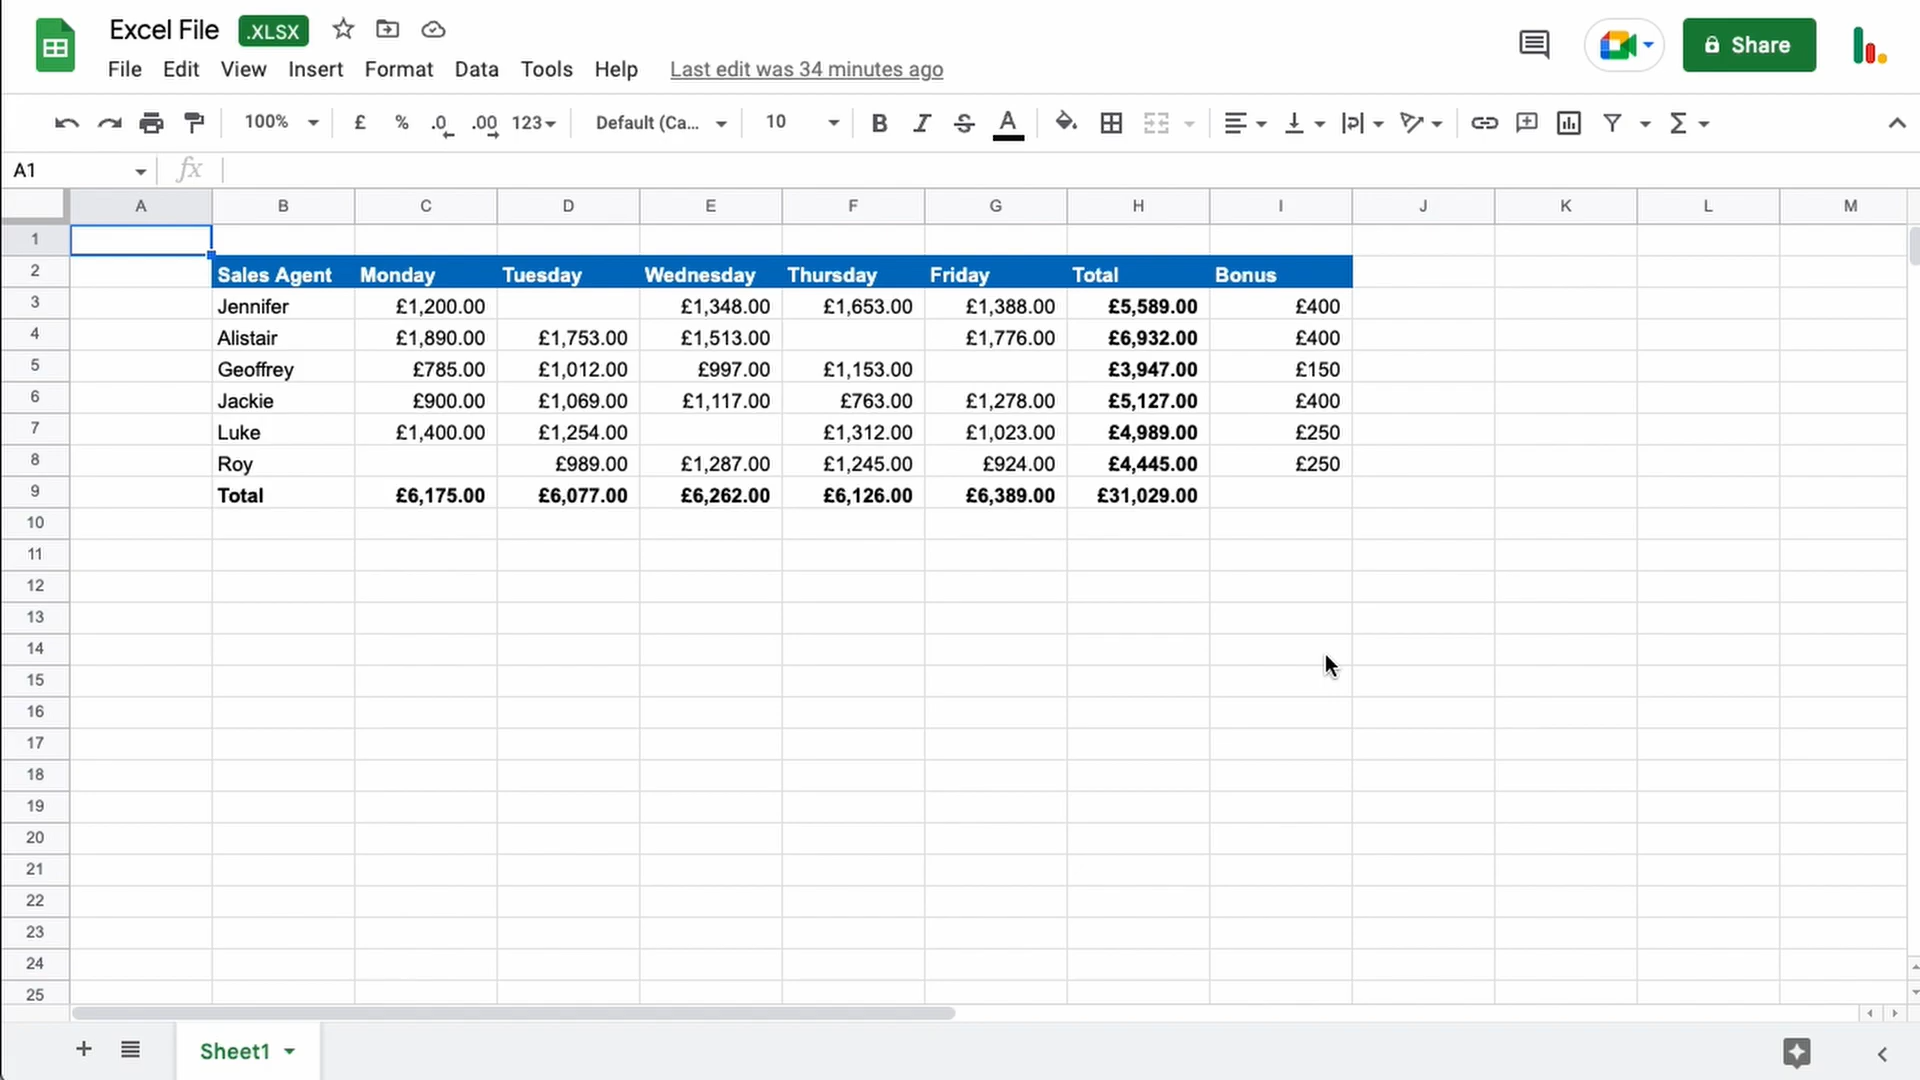 Excel File .XLSX
File Edit View Insert Format Data Tools Help Last edit was 34 minutes ago
Share
100% £ % .0 .00 123 Default (Ca... 10 B I S A Σ
A1 fx
A B C D E F G H I J K L M
1
2 Sales Agent Monday Tuesday Wednesday Thursday Friday Total Bonus
3 Jennifer £1,200.00 £1,348.00 £1,653.00 £1,388.00 £5,589.00 £400
4 Alistair £1,890.00 £1,753.00 £1,513.00 £1,776.00 £6,932.00 £400
5 Geoffrey £785.00 £1,012.00 £997.00 £1,153.00 £3,947.00 £150
6 Jackie £900.00 £1,069.00 £1,117.00 £763.00 £1,278.00 £5,127.00 £400
7 Luke £1,400.00 £1,254.00 £1,312.00 £1,023.00 £4,989.00 £250
8 Roy £989.00 £1,287.00 £1,245.00 £924.00 £4,445.00 £250
9 Total £6,175.00 £6,077.00 £6,262.00 £6,126.00 £6,389.00 £31,029.00
10
11
12
13
14
15
16
17
18
19
20
21
22
23
24
25
Sheet1